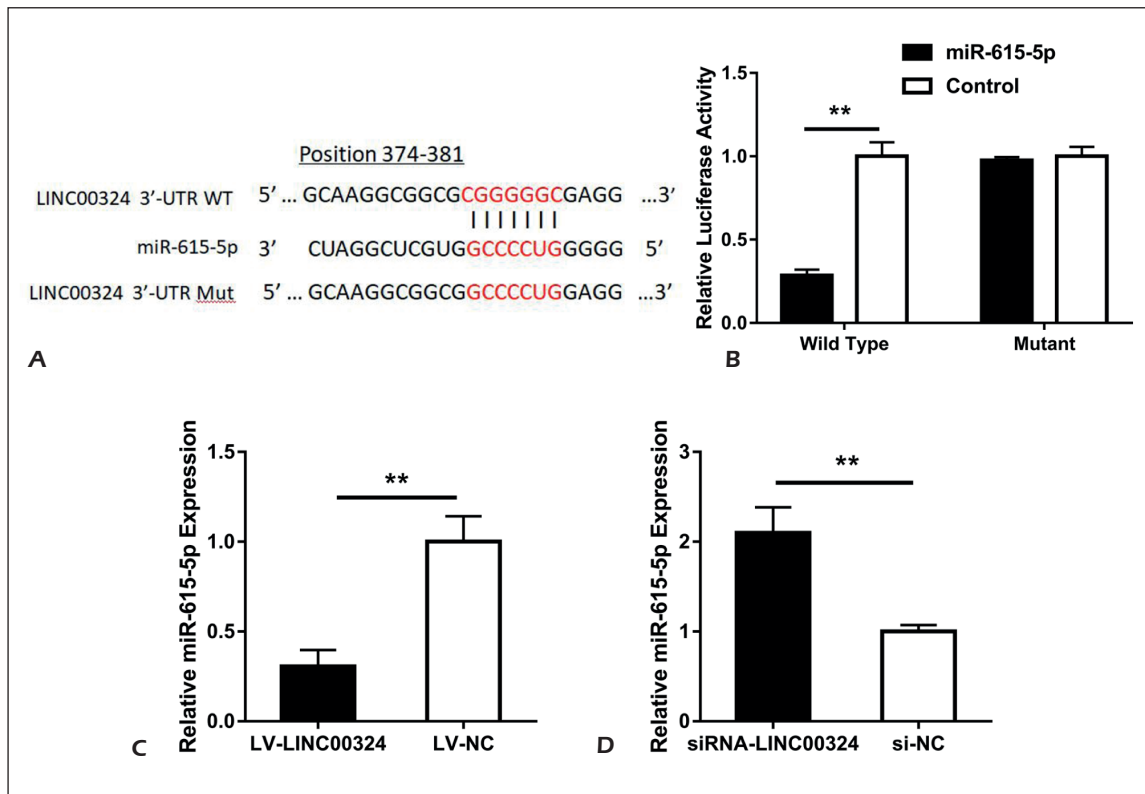 Position 374-381
LINC00324 3'-UTR WT 5' ... GCAAGGCGGCGCGGGGGCGAGG ...3'
miR-615-5p 3' CUAGGCUCGUGGCCCCUGGGGG 5'
LINC00324 3'-UTR Mut 5' ... GCAAGGCGGCGGCCCCUGGAGG ...3'
A
miR-615-5p
Control
Relative Luciferase Activity
1.5
1.0
0.5
0.0
**
Wild Type
Mutant
B
Relative miR-615-5p Expression
1.5
1.0
0.5
0.0
**
LV-LINC00324
LV-NC
C
Relative miR-615-5p Expression
3
2
1
0
**
siRNA-LINC00324
si-NC
D